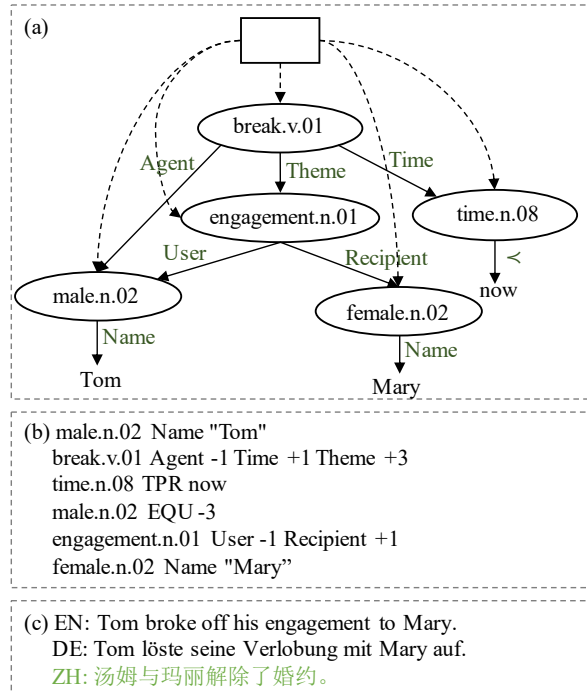 (a)
break.v.01
Agent
Theme
Time
engagement.n.01
time.n.08
User
Recipient
≺
male.n.02
female.n.02
now
Name
Name
Tom
Mary
(b) male.n.02 Name "Tom"
break.v.01 Agent -1 Time +1 Theme +3
time.n.08 TPR now
male.n.02 EQU -3
engagement.n.01 User -1 Recipient +1
female.n.02 Name "Mary”
(c) EN: Tom broke off his engagement to Mary.
DE: Tom löste seine Verlobung mit Mary auf.
ZH: 汤姆与玛丽解除了婚约。